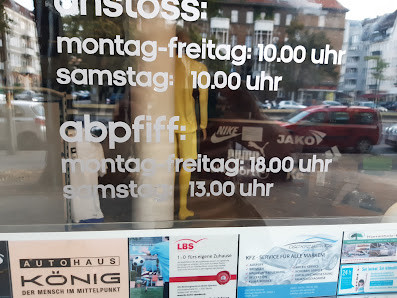 anstoss:
montag-freitag: 10.00 uhr
samstag: 10.00 uhr
abpfiff:
montag-freitag: 18.00 uhr
samstag: 13.00 uhr
NIKE
JAKO
AUTOHAUS
KÖNIG
DER MENSCH IM MITTELPUNKT
LBS
KFZ - SERVICE FÜR ALLE MARKEN